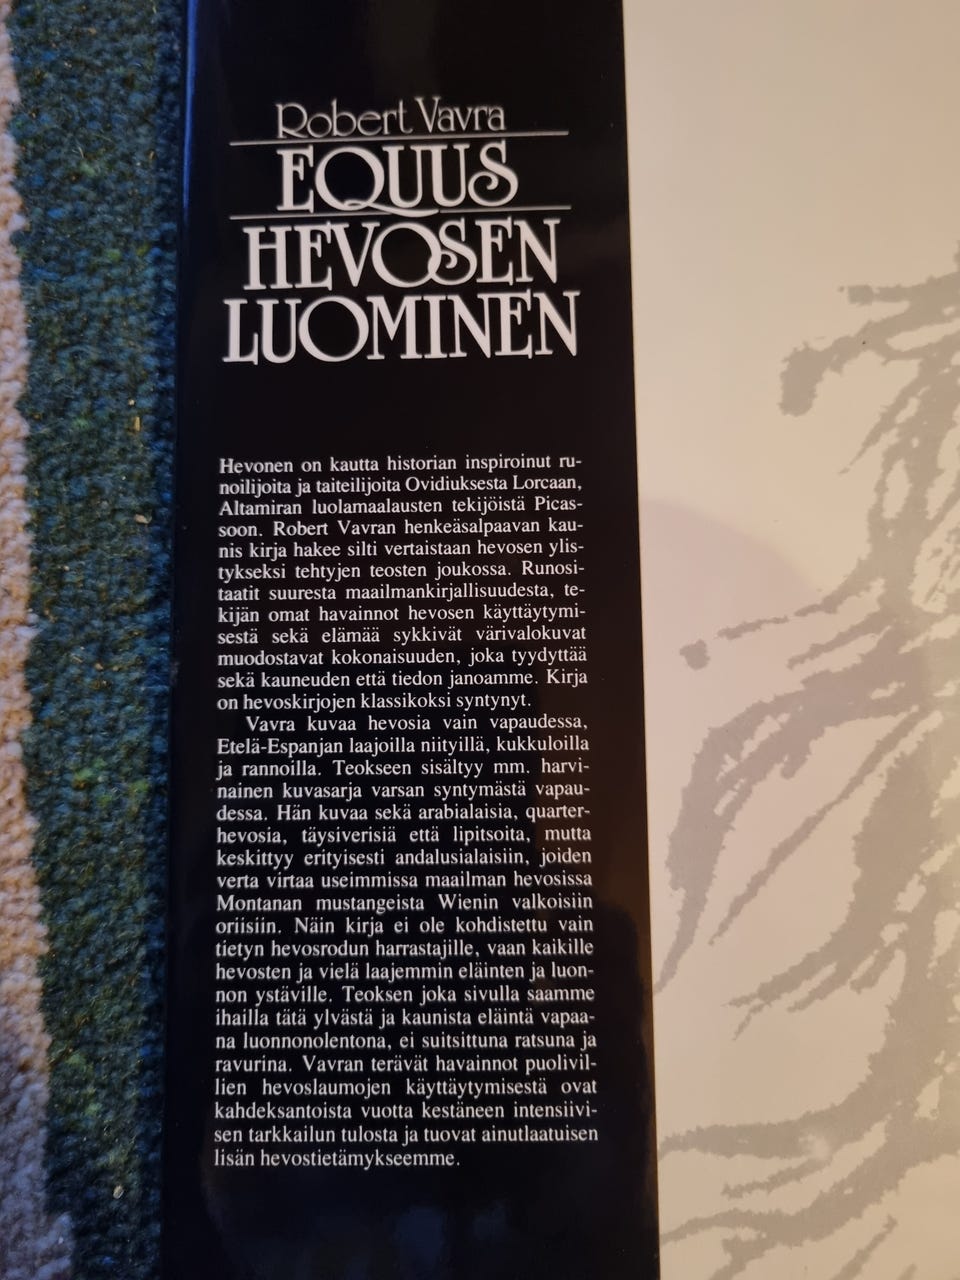 Robert Vavra
EQUUS
HEVOSEN
LUOMINEN
Hevonen on kautta historian inspiroinut ru-
noilijoita ja taiteilijoita Ovidiuksesta Lorcaan,
Altamiran luolamaalausten tekijöistä Picas-
soon. Robert Vavran henkeäsalpaavan kau-
nis kirja hakee silti vertaistaan hevosen ylis-
tykseksi tehtyjen teosten joukossa. Runosi-
taatit suuresta maailmankirjallisuudesta, te-
kijän omat havainnot hevosen käyttäytymi-
sestä sekä elämää sykkivät värivalokuvat
muodostavat kokonaisuuden, joka tyydyttää
sekä kauneuden että tiedon janoamme. Kirja
on hevoskirjojen klassikoksi syntynyt.
Vavra kuvaa hevosia vain vapaudessa,
Etelä-Espanjan laajoilla niityillä, kukkuloilla
ja rannoilla. Teokseen sisältyy mm. harvi-
nainen kuvasarja varsan syntymästä vapau-
dessa. Hän kuvaa sekä arabialaisia, quarter-
hevosia, täysiverisiä että lipitsoita, mutta
keskittyy erityisesti andalusialaisiin, joiden
verta virtaa useimmissa maailman hevosissa
Montanan mustangeista Wienin valkoisiin
oriisiin. Näin kirja ei ole kohdistettu vain
tietyn hevosrodun harrastajille, vaan kaikille
hevosten ja vielä laajemmin eläinten ja luon-
non ystäville. Teoksen joka sivulla saamme
ihailla tätä ylvästä ja kaunista eläintä vapaa-
na luonnonolentona, ei suitsittuna ratsuna ja
ravurina. Vavran terävät havainnot puolivil-
lien hevoslaumojen käyttäytymisestä ovat
kahdeksantoista vuotta kestäneen intensiivi-
sen tarkkailun tulosta ja tuovat ainutlaatuisen
lisän hevostietämykseemme.